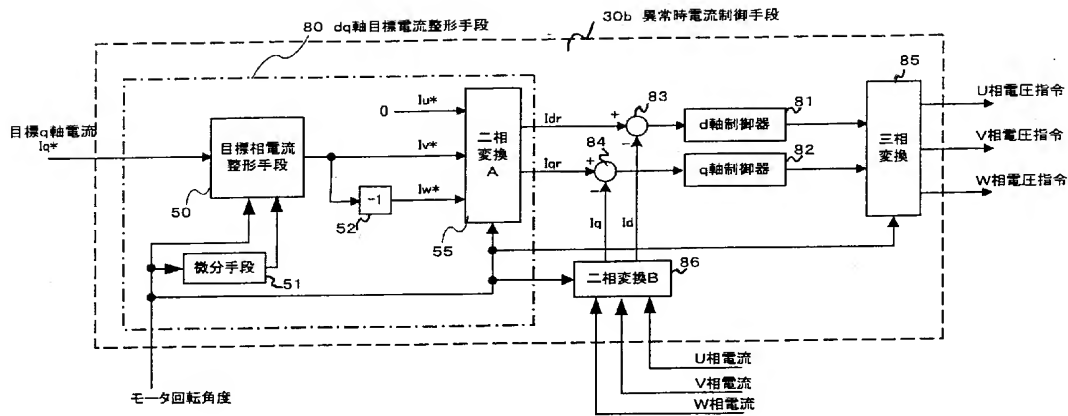 80 dq軸目標電流整形手段
30b 異常時電流制御手段
目標q軸電流
Iq*
目標相電流
整形手段
50
微分手段
51
-1
52
0
Iu*
Iv*
Iw*
二相
変換
A
55
Idr
Iqr
+
-
83
+
-
84
Iq
Id
d軸制御器
81
q軸制御器
82
三相
変換
85
二相変換B
86
U相電圧指令
V相電圧指令
W相電圧指令
U相電流
V相電流
W相電流
モータ回転角度